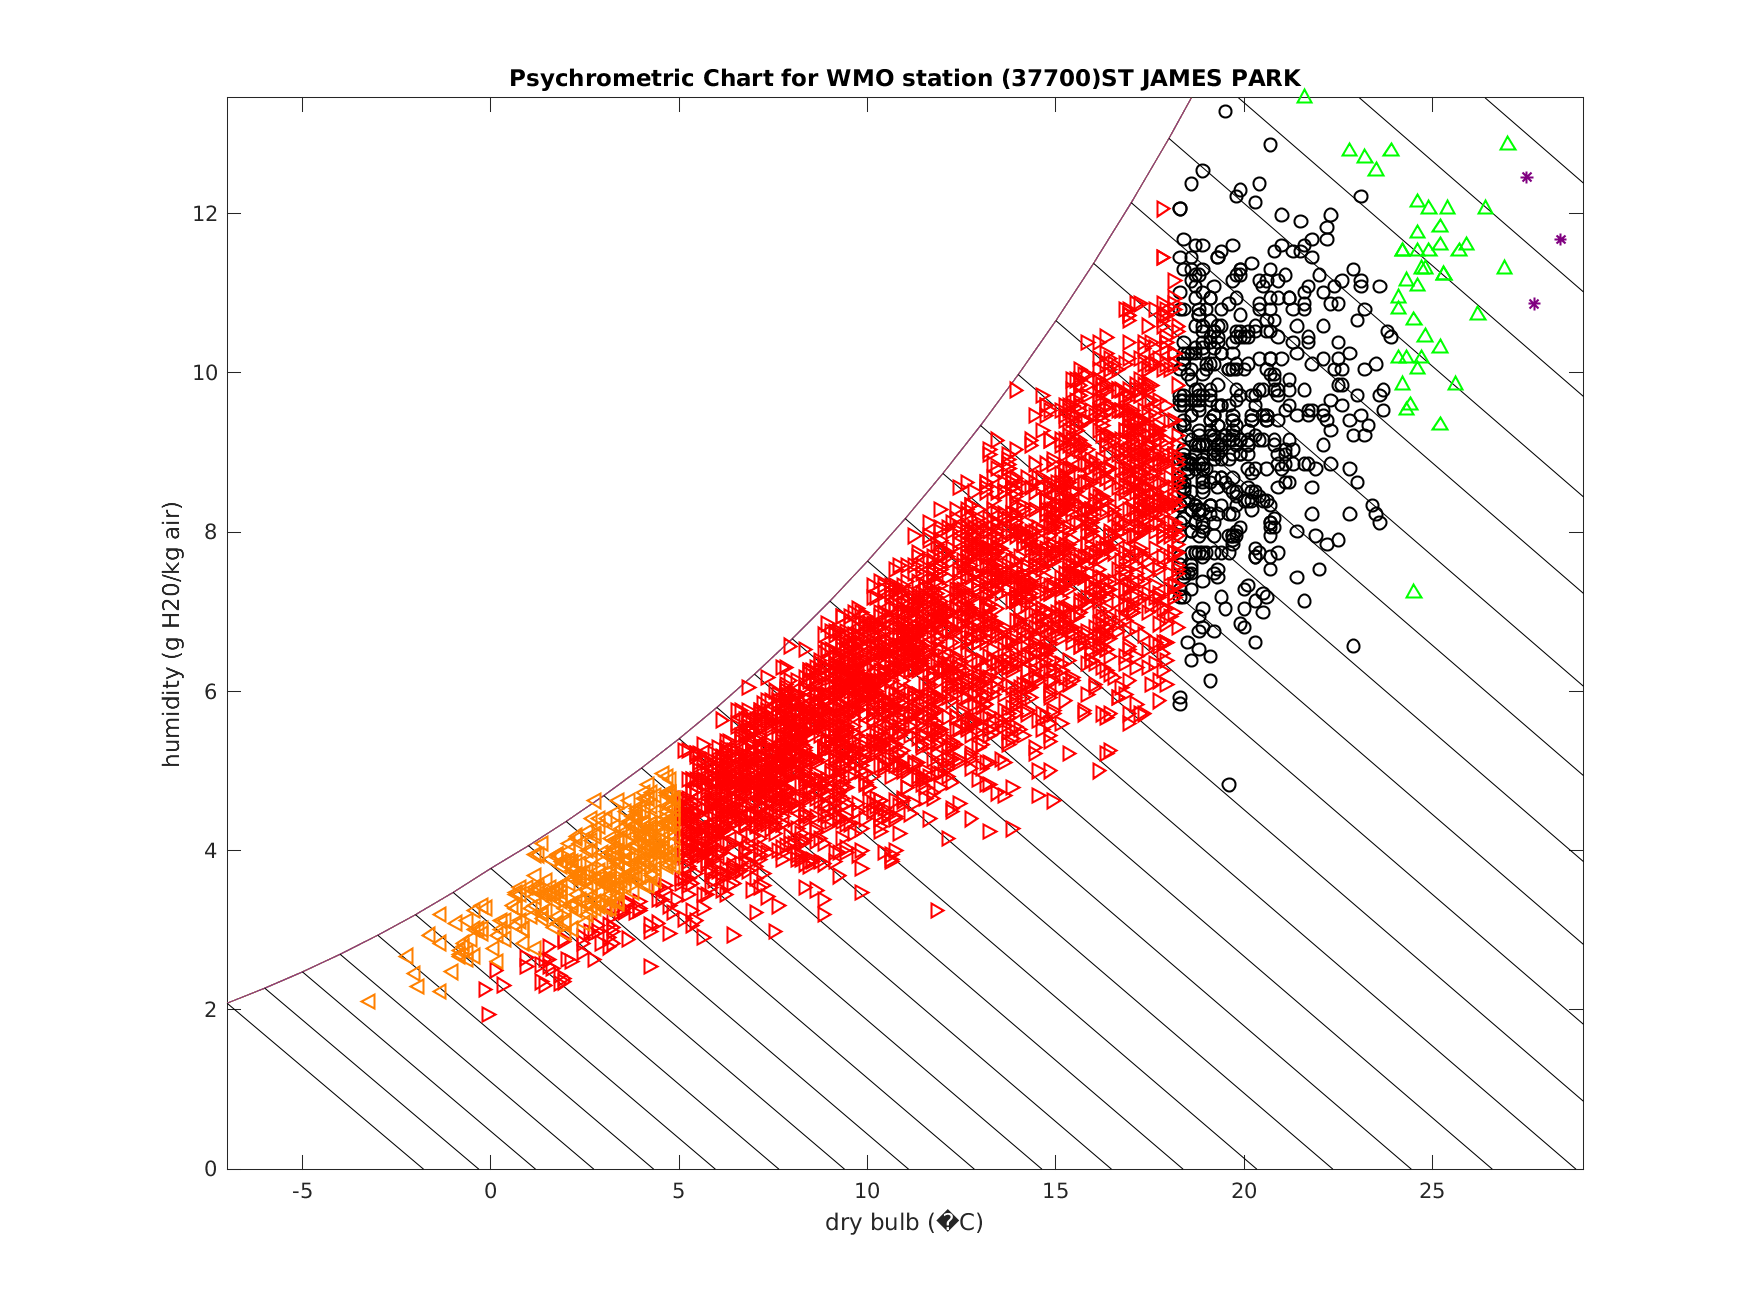 Psychrometric Chart for WMO station (37700)ST JAMES PARK
humidity (g H20/kg air)
12
10
8
6
4
2
0
-5 0 5 10 15 20 25
dry bulb (�C)